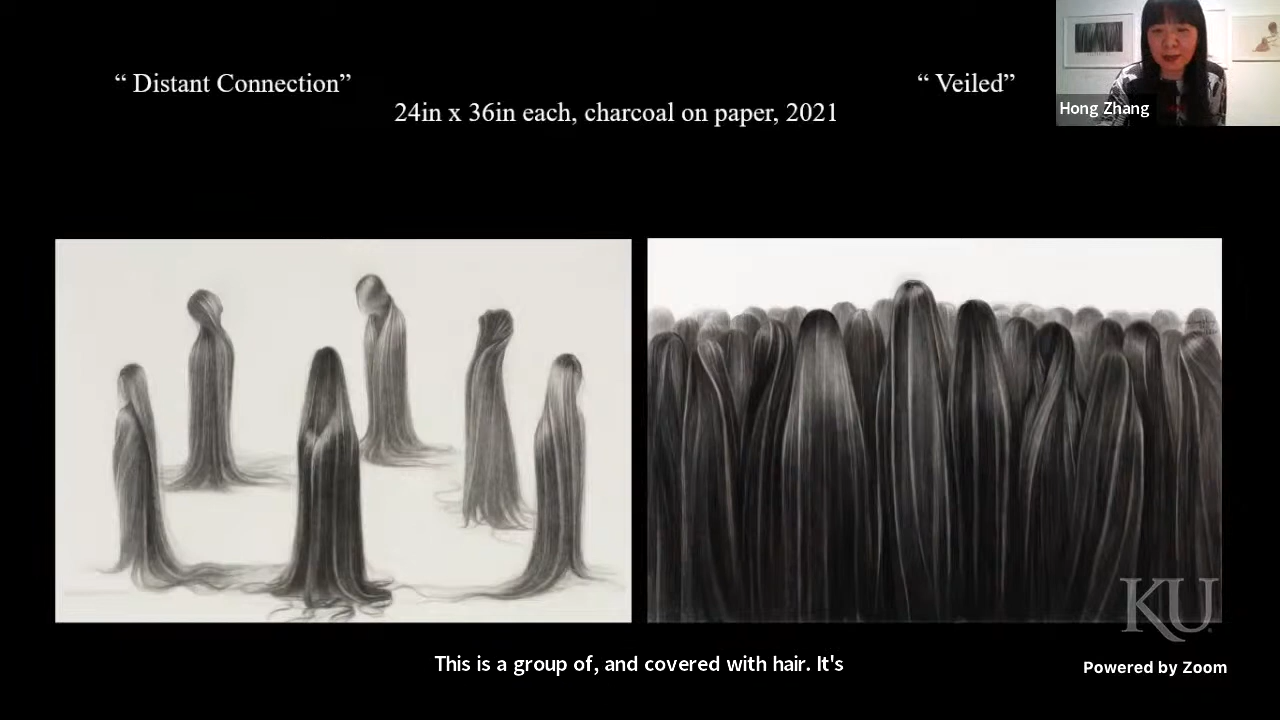 “ Distant Connection”
“ Veiled”
24in x 36in each, charcoal on paper, 2021
Hong Zhang
KU
This is a group of, and covered with hair. It's
Powered by Zoom